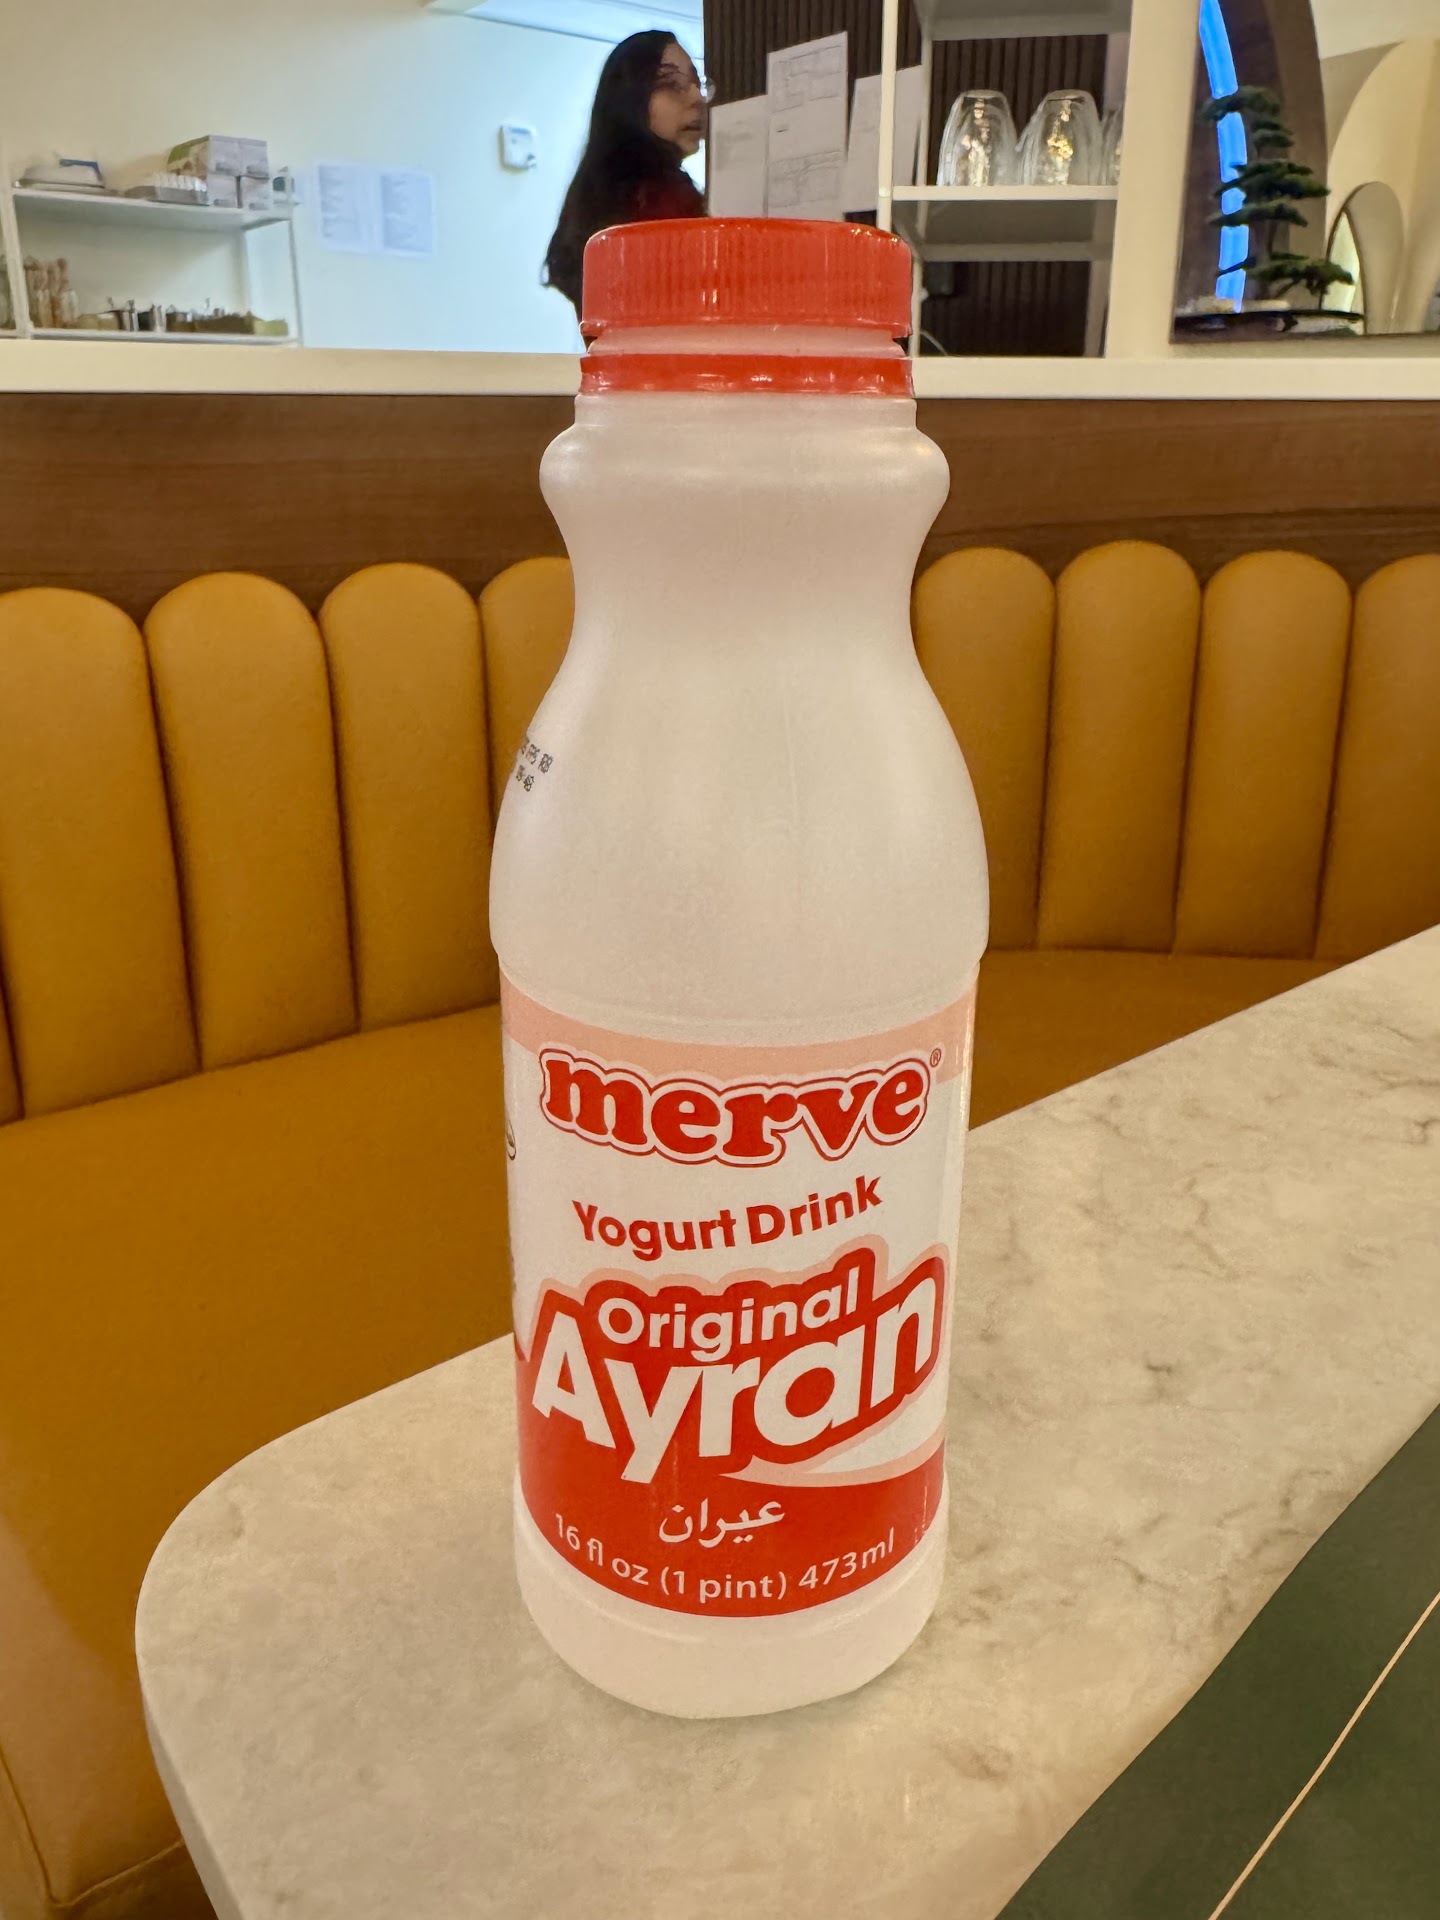 merve®
Yogurt Drink
Original
Ayran
عيران
16 fl oz (1 pint) 473ml